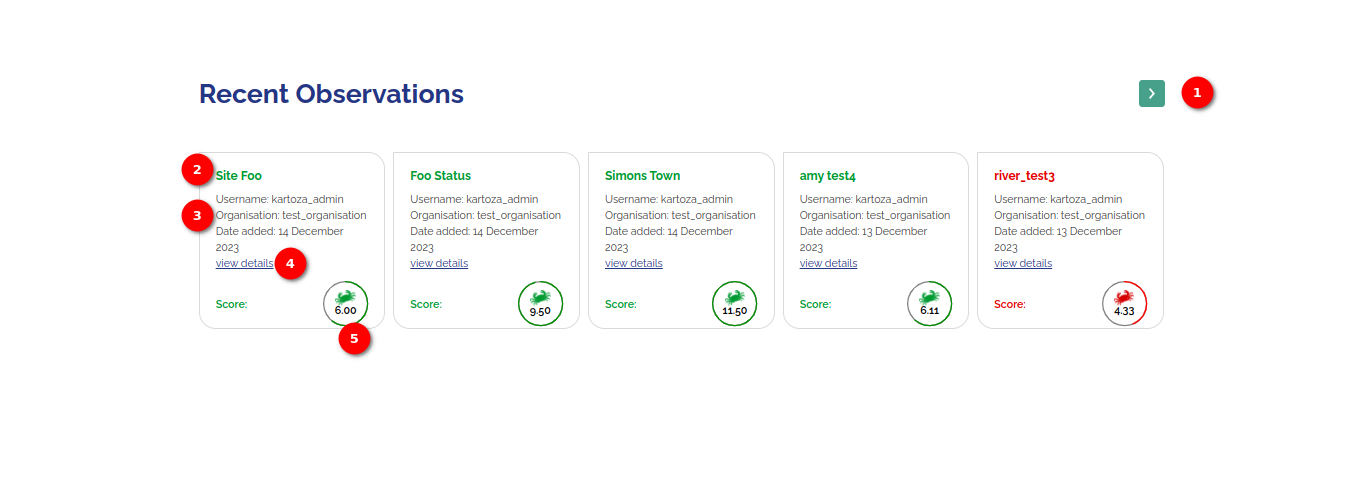 Recent Observations
1
2
Site Foo
3
Username: kartoza_admin
Organisation: test_organisation
Date added: 14 December
2023
view details
4
Score:
6.00
5
Foo Status
Username: kartoza_admin
Organisation: test_organisation
Date added: 14 December
2023
view details
Score:
9.50
Simons Town
Username: kartoza_admin
Organisation: test_organisation
Date added: 14 December
2023
view details
Score:
11.50
amy test4
Username: kartoza_admin
Organisation: test_organisation
Date added: 13 December
2023
view details
Score:
6.11
river_test3
Username: kartoza_admin
Organisation: test_organisation
Date added: 13 December
2023
view details
Score:
4.33